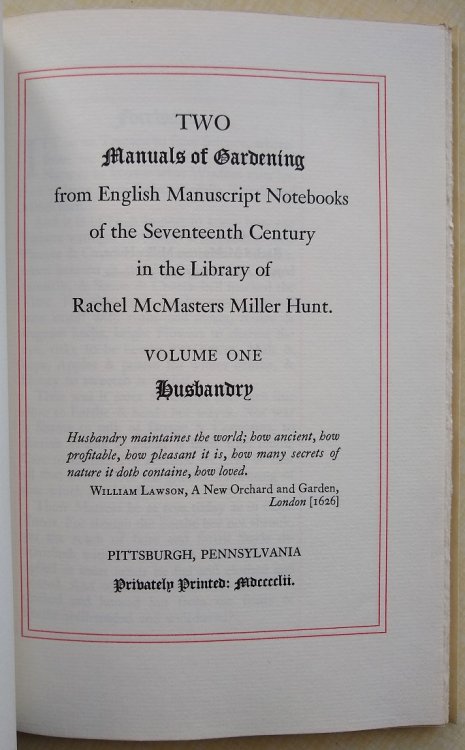 TWO
Manuals of Gardening
from English Manuscript Notebooks
of the Seventeenth Century
in the Library of
Rachel McMasters Miller Hunt.
VOLUME ONE
Husbandry
Husbandry maintaines the world; how ancient, how
profitable, how pleasant it is, how many secrets of
nature it doth containe, how loved.
WILLIAM LAWSON, A New Orchard and Garden,
London [1626]
PITTSBURGH, PENNSYLVANIA
Privately Printed: Mdcccclii.